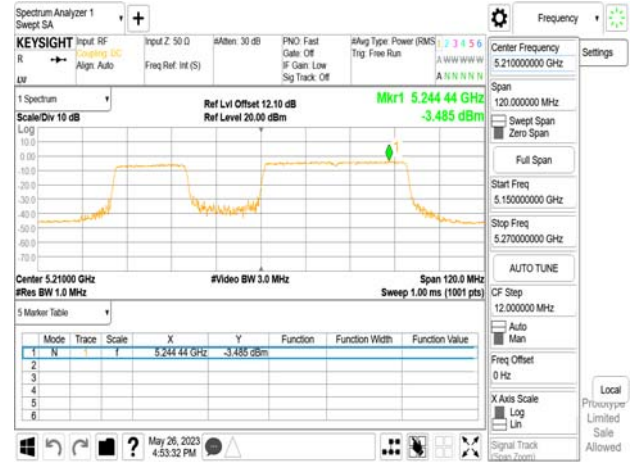 Spectrum Analyzer 1
Swept SA
KEYSIGHT
R
LXI
Input: RF
Coupling: DC
Align: Auto
Input Z: 50 Ω
Freq Ref: Int (S)
#Atten: 30 dB
PNO: Fast
Gate: Off
IF Gain: Low
Sig Track: Off
#Avg Type: Power (RMS
Trig: Free Run
1 2 3 4 5 6
A W W W W W
A N N N N N
1 Spectrum
Scale/Div 10 dB
Ref Lvl Offset 12.10 dB
Ref Level 20.00 dBm
Mkr1 5.244 44 GHz
-3.485 dBm
Log
10.0
0.00
-10.0
-20.0
-30.0
-40.0
-50.0
-60.0
-70.0
1
Center 5.21000 GHz
#Res BW 1.0 MHz
#Video BW 3.0 MHz
Span 120.0 MHz
Sweep 1.00 ms (1001 pts)
5 Marker Table
Mode Trace Scale X Y Function Function Width Function Value
1 N 1 f 5.244 44 GHz -3.485 dBm
2
3
4
5
6
May 26, 2023
4:53:32 PM
Frequency
Settings
Center Frequency
5.210000000 GHz
Span
120.000000 MHz
Swept Span
Zero Span
Full Span
Start Freq
5.150000000 GHz
Stop Freq
5.270000000 GHz
AUTO TUNE
CF Step
12.000000 MHz
Auto
Man
Freq Offset
0 Hz
X Axis Scale
Log
Lin
Signal Track
(Span Zoom)
Local
Prototype
Limited
Sale
Allowed